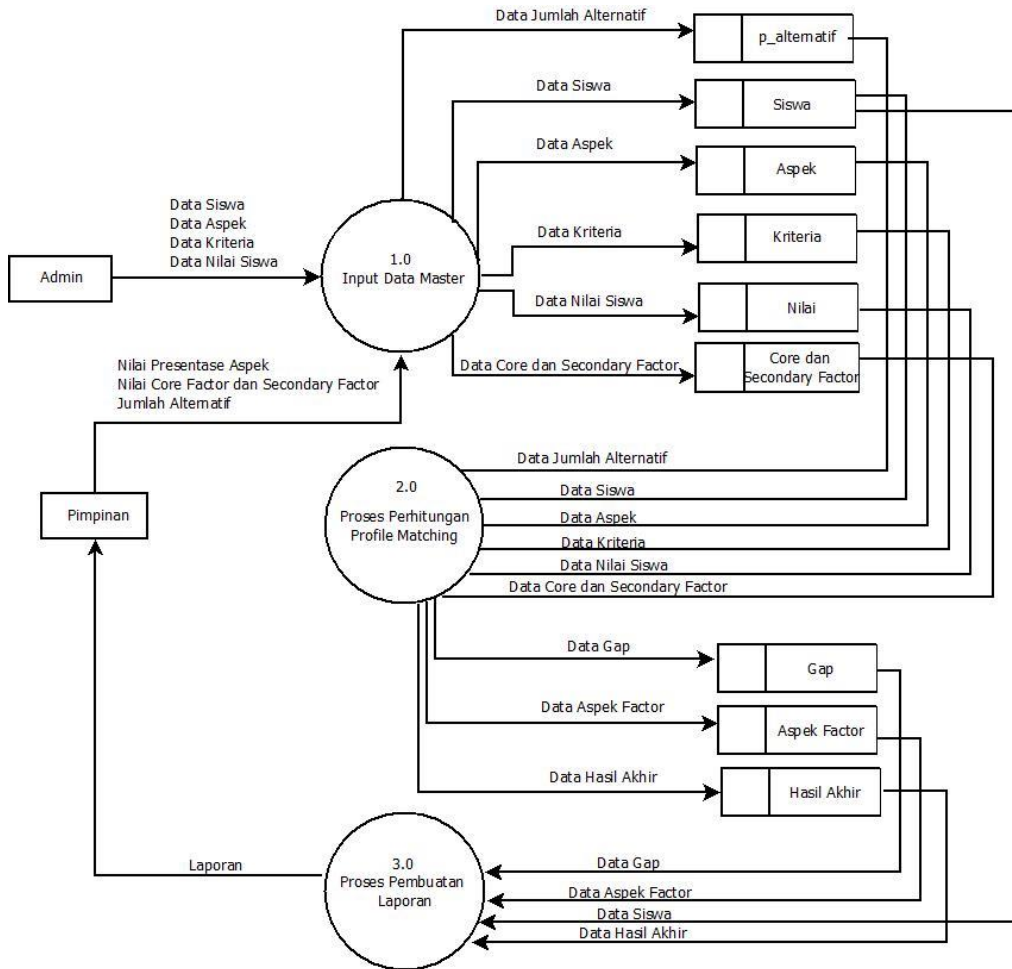 Data Jumlah Alternatif
p_alternatif
Data Siswa
Siswa
Data Aspek
Aspek
Data Siswa
Data Aspek
Data Kriteria
Data Nilai Siswa
Admin
1.0
Input Data Master
Data Kriteria
Kriteria
Data Nilai Siswa
Nilai
Data Core dan Secondary Factor
Core dan
Secondary Factor
Nilai Presentase Aspek
Nilai Core Factor dan Secondary Factor
Jumlah Alternatif
Pimpinan
2.0
Proses Perhitungan
Profile Matching
Data Jumlah Alternatif
Data Siswa
Data Aspek
Data Kriteria
Data Nilai Siswa
Data Core dan Secondary Factor
Data Gap
Gap
Data Aspek Factor
Aspek Factor
Data Hasil Akhir
Hasil Akhir
Laporan
3.0
Proses Pembuatan
Laporan
Data Gap
Data Aspek Factor
Data Siswa
Data Hasil Akhir